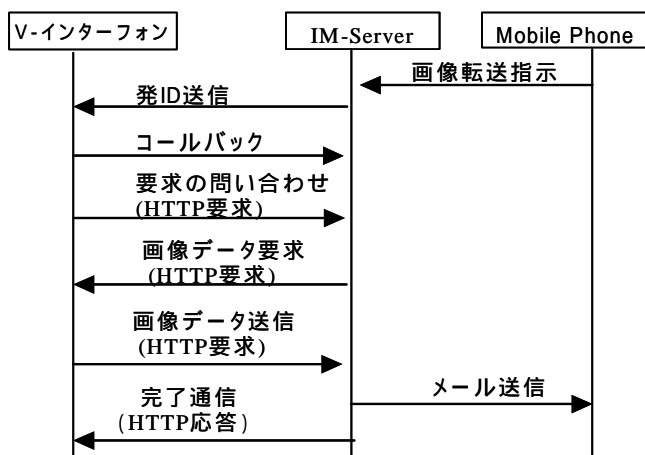 V-インターフォン
IM-Server
Mobile Phone
画像転送指示
発ID送信
コールバック
要求の問い合わせ
(HTTP要求)
画像データ要求
(HTTP要求)
画像データ送信
(HTTP要求)
メール送信
完了通信
(HTTP応答)